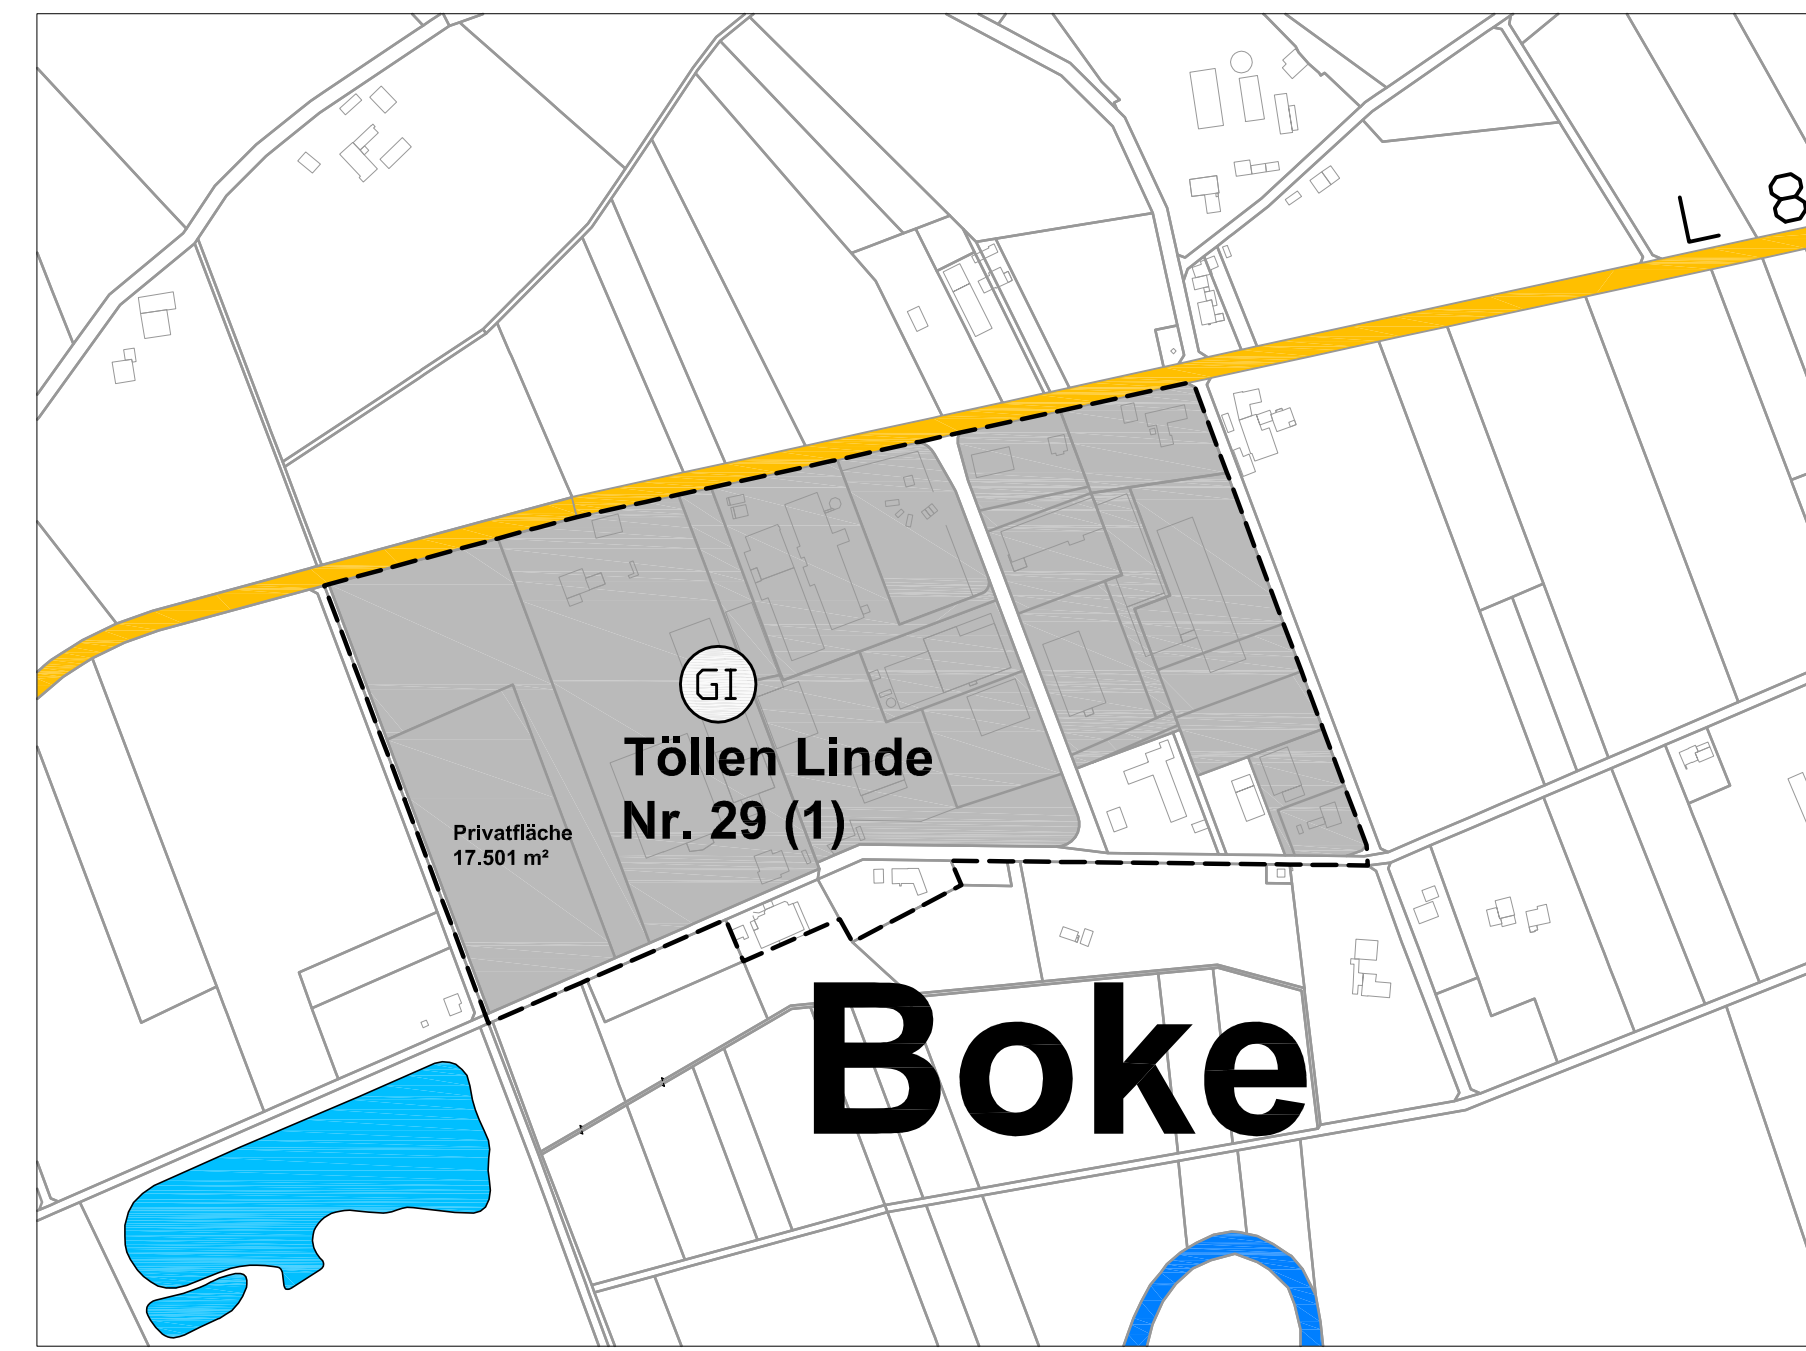 L 8
GI
Töllen Linde
Nr. 29 (1)
Privatfläche
17.501 m²
Boke